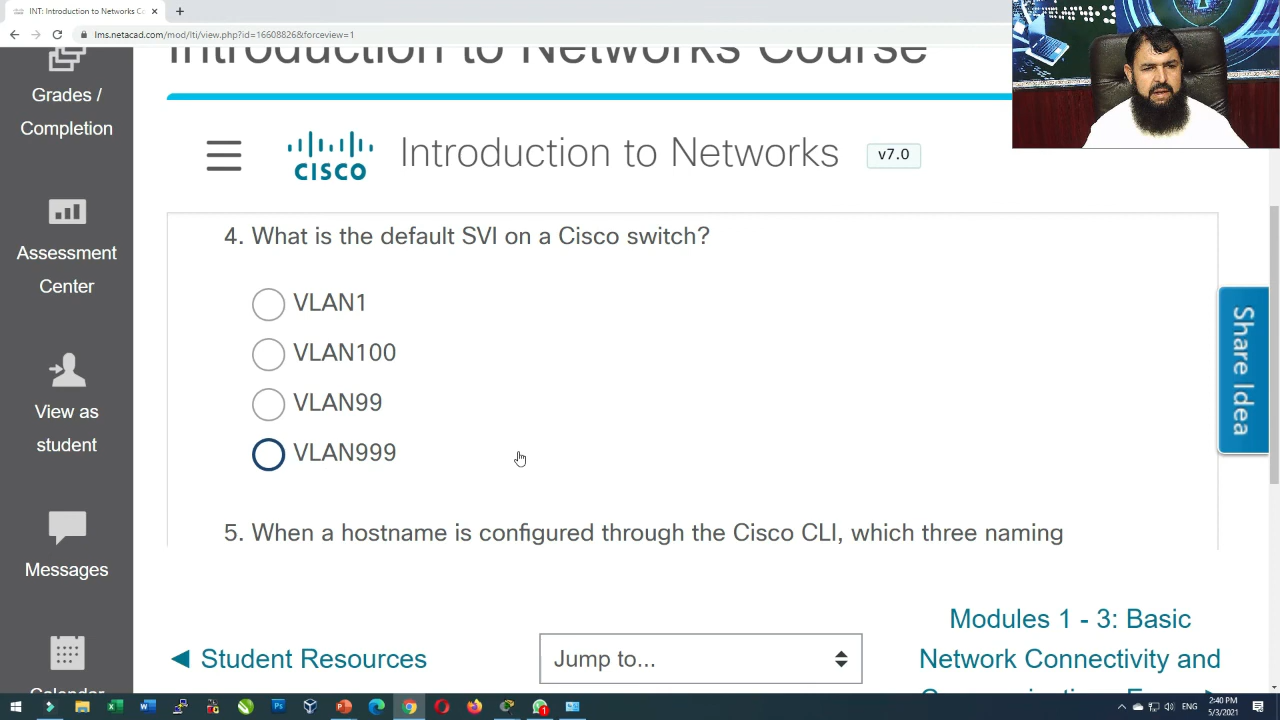 INT: Introduction to Networks Co
lms.netacad.com/mod/lti/view.php?id=16608826&forceview=1
Introduction to Networks Course
Grades /
Completion
Assessment
Center
View as
student
Messages
Calendar
CISCO
Introduction to Networks
v7.0
4. What is the default SVI on a Cisco switch?
VLAN1
VLAN100
VLAN99
VLAN999
5. When a hostname is configured through the Cisco CLI, which three naming
Share Idea
◀ Student Resources
Jump to...
Modules 1 - 3: Basic
Network Connectivity and
2:40 PM
5/3/2021